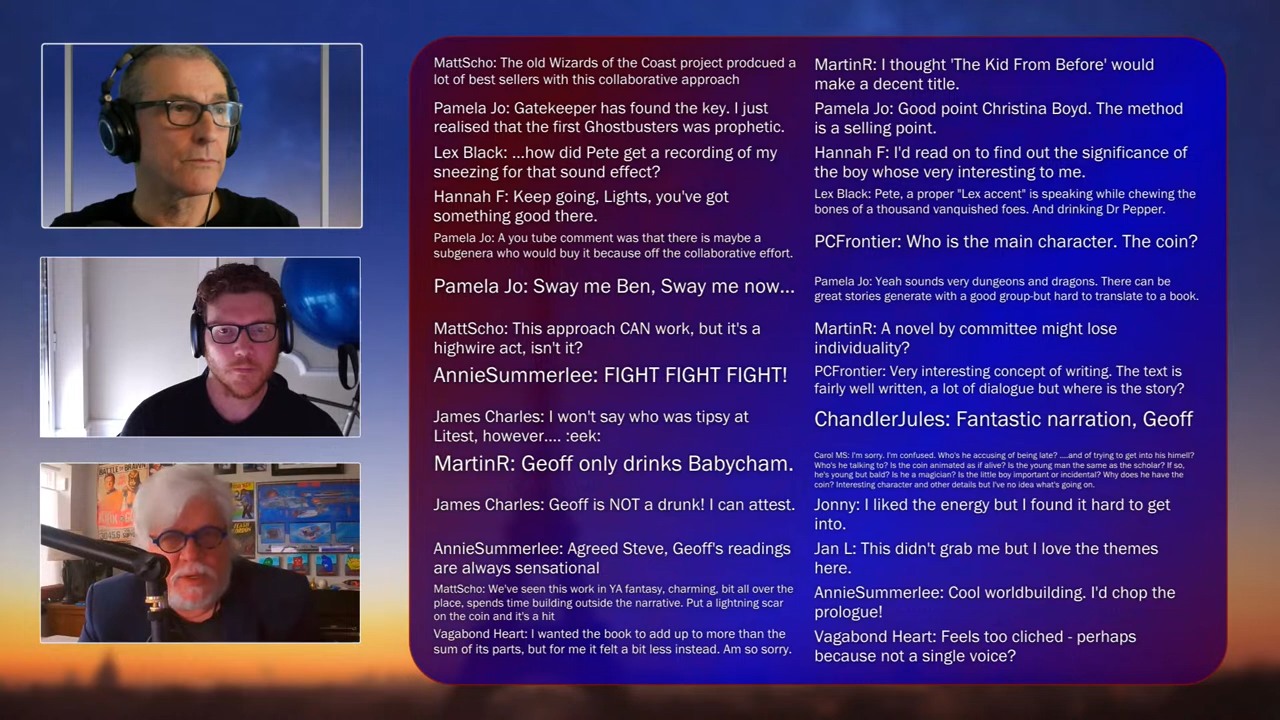 MattScho: The old Wizards of the Coast project prodcued a
lot of best sellers with this collaborative approach
Pamela Jo: Gatekeeper has found the key. I just
realised that the first Ghostbusters was prophetic.
Lex Black: ...how did Pete get a recording of my
sneezing for that sound effect?
Hannah F: Keep going, Lights, you've got
something good there.
Pamela Jo: A you tube comment was that there is maybe a
subgenera who would buy it because off the collaborative effort.
Pamela Jo: Sway me Ben, Sway me now...
MattScho: This approach CAN work, but it's a
highwire act, isn't it?
AnnieSummerlee: FIGHT FIGHT FIGHT!
James Charles: I won't say who was tipsy at
Litest, however.... :eek:
MartinR: Geoff only drinks Babycham.
James Charles: Geoff is NOT a drunk! I can attest.
AnnieSummerlee: Agreed Steve, Geoff's readings
are always sensational
MattScho: We've seen this work in YA fantasy, charming, bit all over the
place, spends time building outside the narrative. Put a lightning scar
on the coin and it's a hit
Vagabond Heart: I wanted the book to add up to more than the
sum of its parts, but for me it felt a bit less instead. Am so sorry.
MartinR: I thought 'The Kid From Before' would
make a decent title.
Pamela Jo: Good point Christina Boyd. The method
is a selling point.
Hannah F: I'd read on to find out the significance of
the boy whose very interesting to me.
Lex Black: Pete, a proper "Lex accent" is speaking while chewing the
bones of a thousand vanquished foes. And drinking Dr Pepper.
PCFrontier: Who is the main character. The coin?
Pamela Jo: Yeah sounds very dungeons and dragons. There can be
great stories generate with a good group-but hard to translate to a book.
MartinR: A novel by committee might lose
individuality?
PCFrontier: Very interesting concept of writing. The text is
fairly well written, a lot of dialogue but where is the story?
ChandlerJules: Fantastic narration, Geoff
Carol MS: I'm sorry. I'm confused. Who's he accusing of being late? ....and of trying to get into his himell?
Who's he talking to? Is the coin animated as if alive? Is the young man the same as the scholar? If so,
he's young but bald? Is he a magician? Is the little boy important or incidental? Why does he have the
coin? Interesting character and other details but I've no idea what's going on.
Jonny: I liked the energy but I found it hard to get
into.
Jan L: This didn't grab me but I love the themes
here.
AnnieSummerlee: Cool worldbuilding. I'd chop the
prologue!
Vagabond Heart: Feels too cliched - perhaps
because not a single voice?